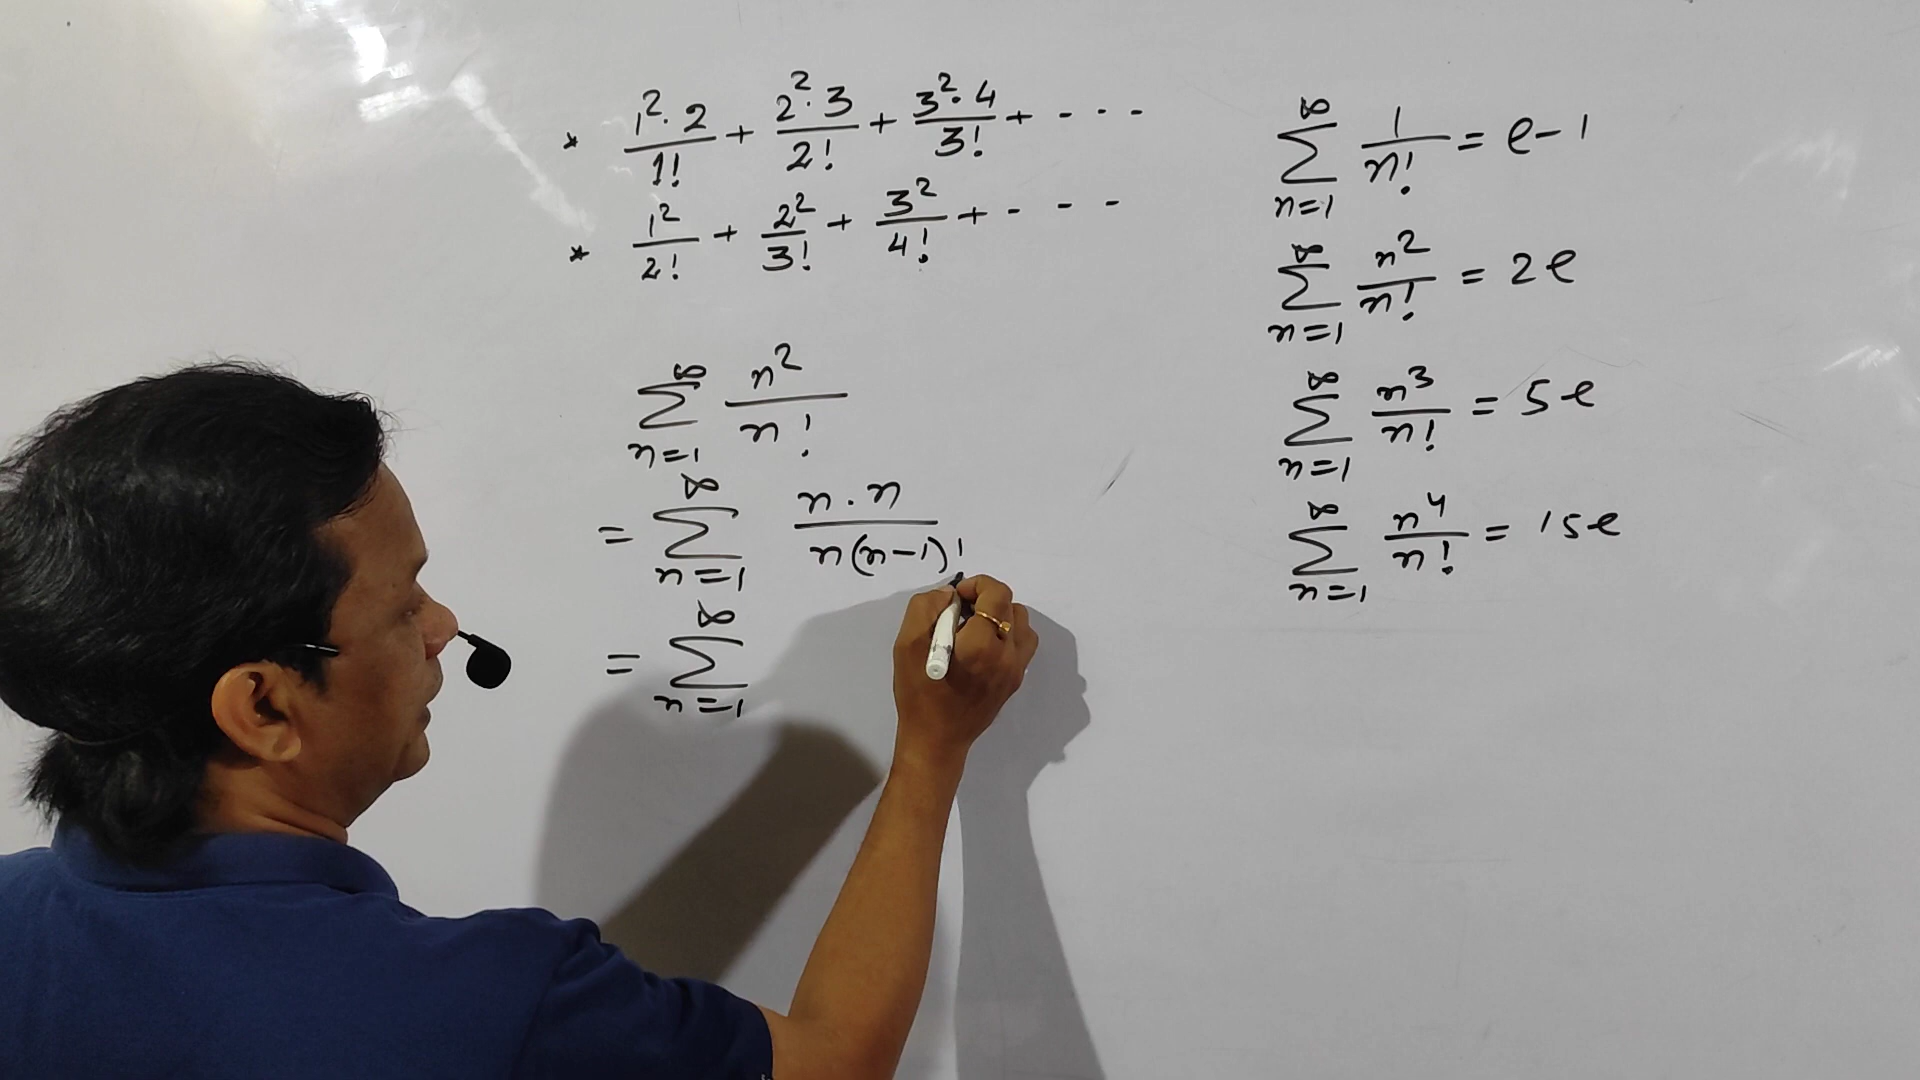 * 1²·2/1! + 2²·3/2! + 3²·4/3! + - - -
* 1²/2! + 2²/3! + 3²/4! + - - -
∞∑n=1 n²/n!
= ∞∑n=1 n·n/n(n-1)!
= ∞∑n=1
∞∑n=1 1/n! = e-1
∞∑n=1 n²/n! = 2e
∞∑n=1 n³/n! = 5e
∞∑n=1 n⁴/n! = 15e